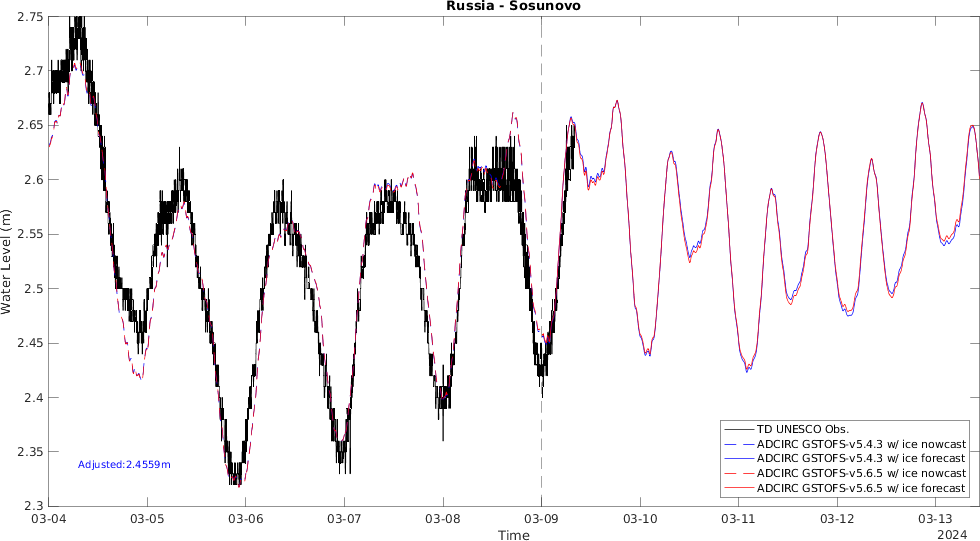 Russia - Sosunovo
2.75
2.7
2.65
2.6
2.55
2.5
2.45
2.4
2.35
2.3
Water Level (m)
Adjusted:2.4559m
TD UNESCO Obs.
ADCIRC GSTOFS-v5.4.3 w/ ice nowcast
ADCIRC GSTOFS-v5.4.3 w/ ice forecast
ADCIRC GSTOFS-v5.6.5 w/ ice nowcast
ADCIRC GSTOFS-v5.6.5 w/ ice forecast
03-04 03-05 03-06 03-07 03-08 03-09 03-10 03-11 03-12 03-13
Time
2024